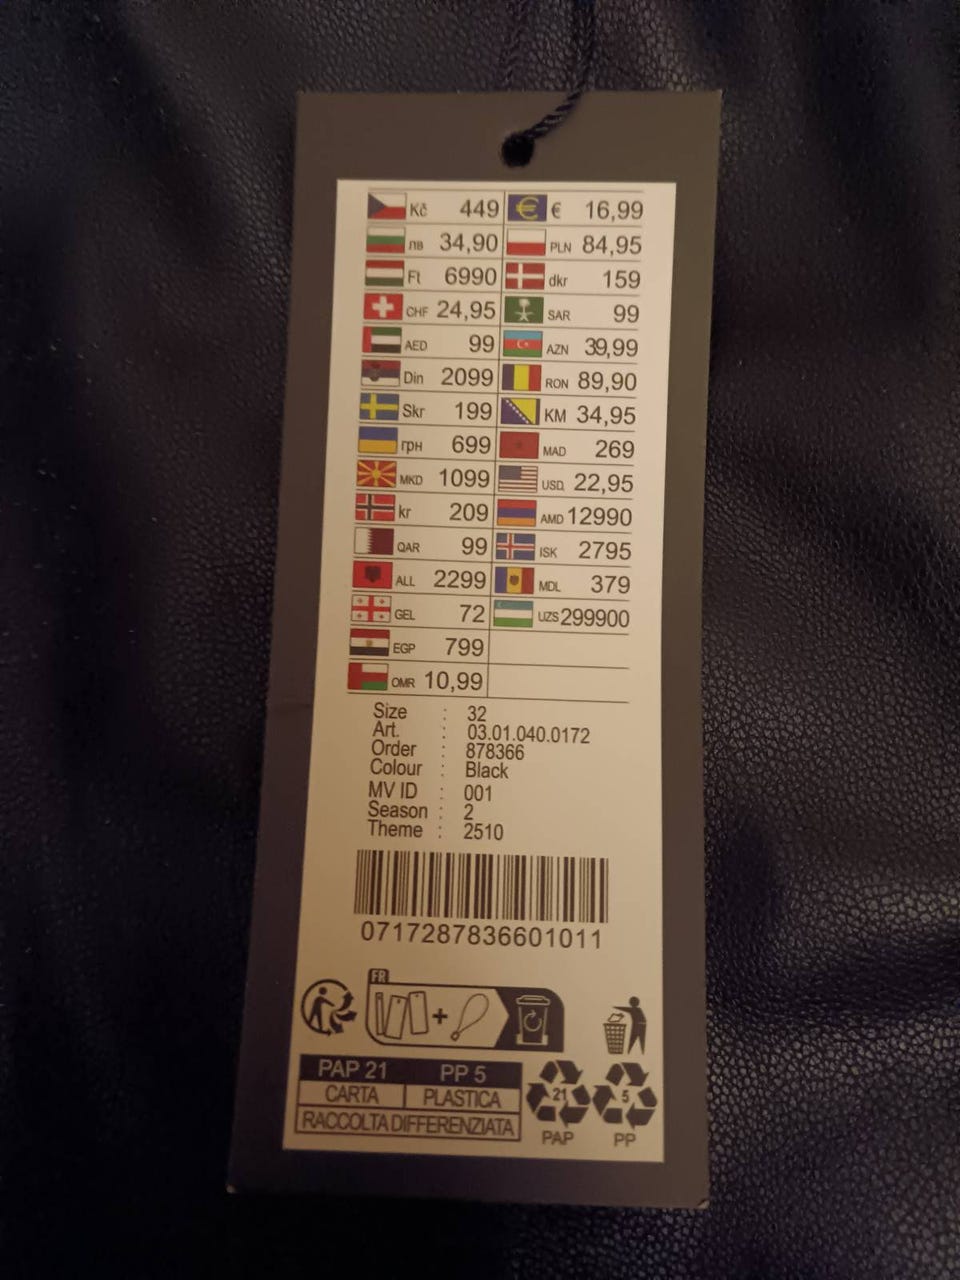 Kč 449 € 16,99
лв 34,90 PLN 84,95
Ft 6990 dkr 159
CHF 24,95 SAR 99
AED 99 AZN 39,99
Din 2099 RON 89,90
Skr 199 KM 34,95
грн 699 MAD 269
MKD 1099 USD 22,95
kr 209 AMD 12990
QAR 99 ISK 2795
ALL 2299 MDL 379
GEL 72 UZS 299900
EGP 799
OMR 10,99
Size : 32
Art. : 03.01.040.0172
Order : 878366
Colour : Black
MV ID : 001
Season : 2
Theme : 2510
0717287836601011
FR
+
PAP 21 PP 5
CARTA PLASTICA
RACCOLTA DIFFERENZIATA
21 5
PAP PP